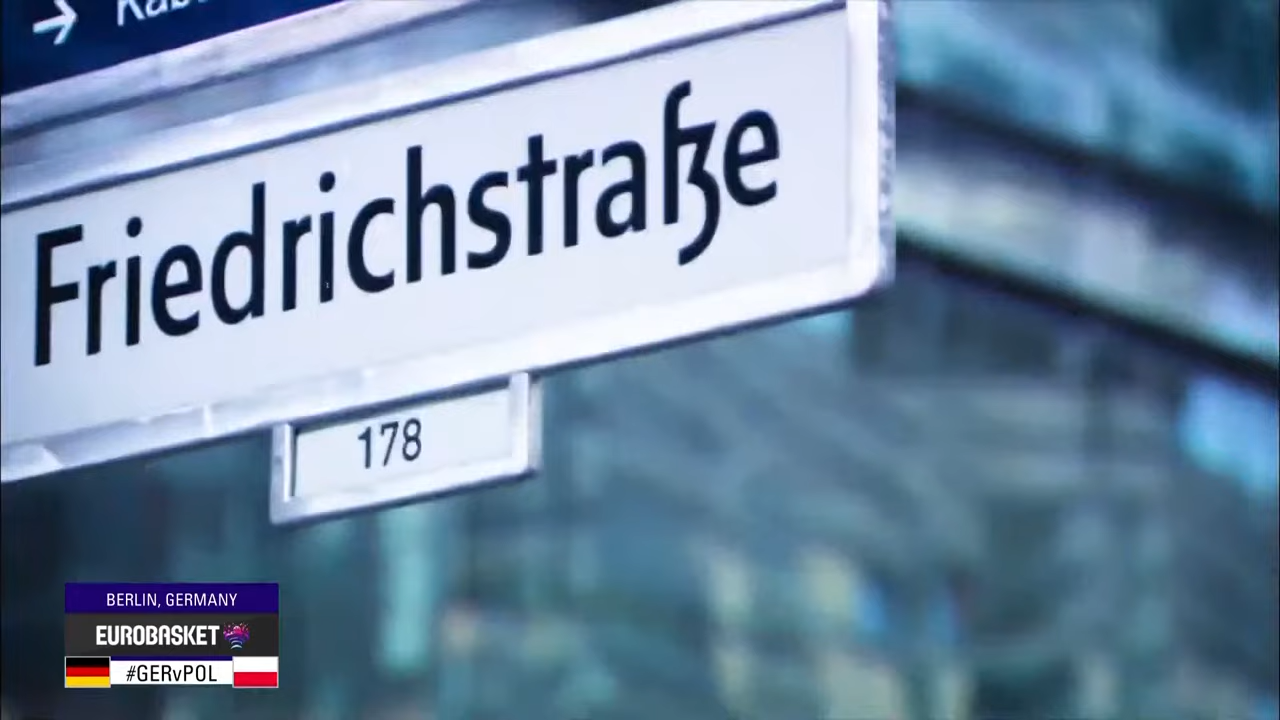 Friedrichstraße
178
BERLIN, GERMANY
EUROBASKET
#GERvPOL